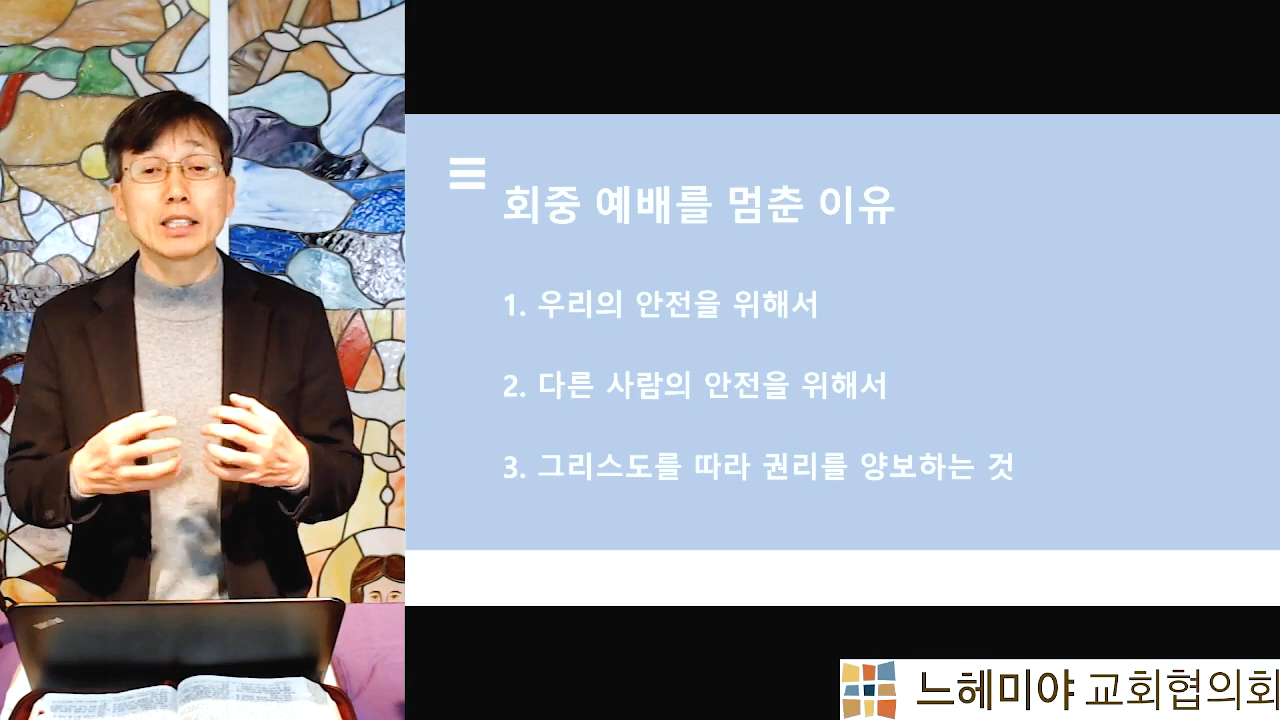 회중 예배를 멈춘 이유
1. 우리의 안전을 위해서
2. 다른 사람의 안전을 위해서
3. 그리스도를 따라 권리를 양보하는 것
느헤미야 교회협의회